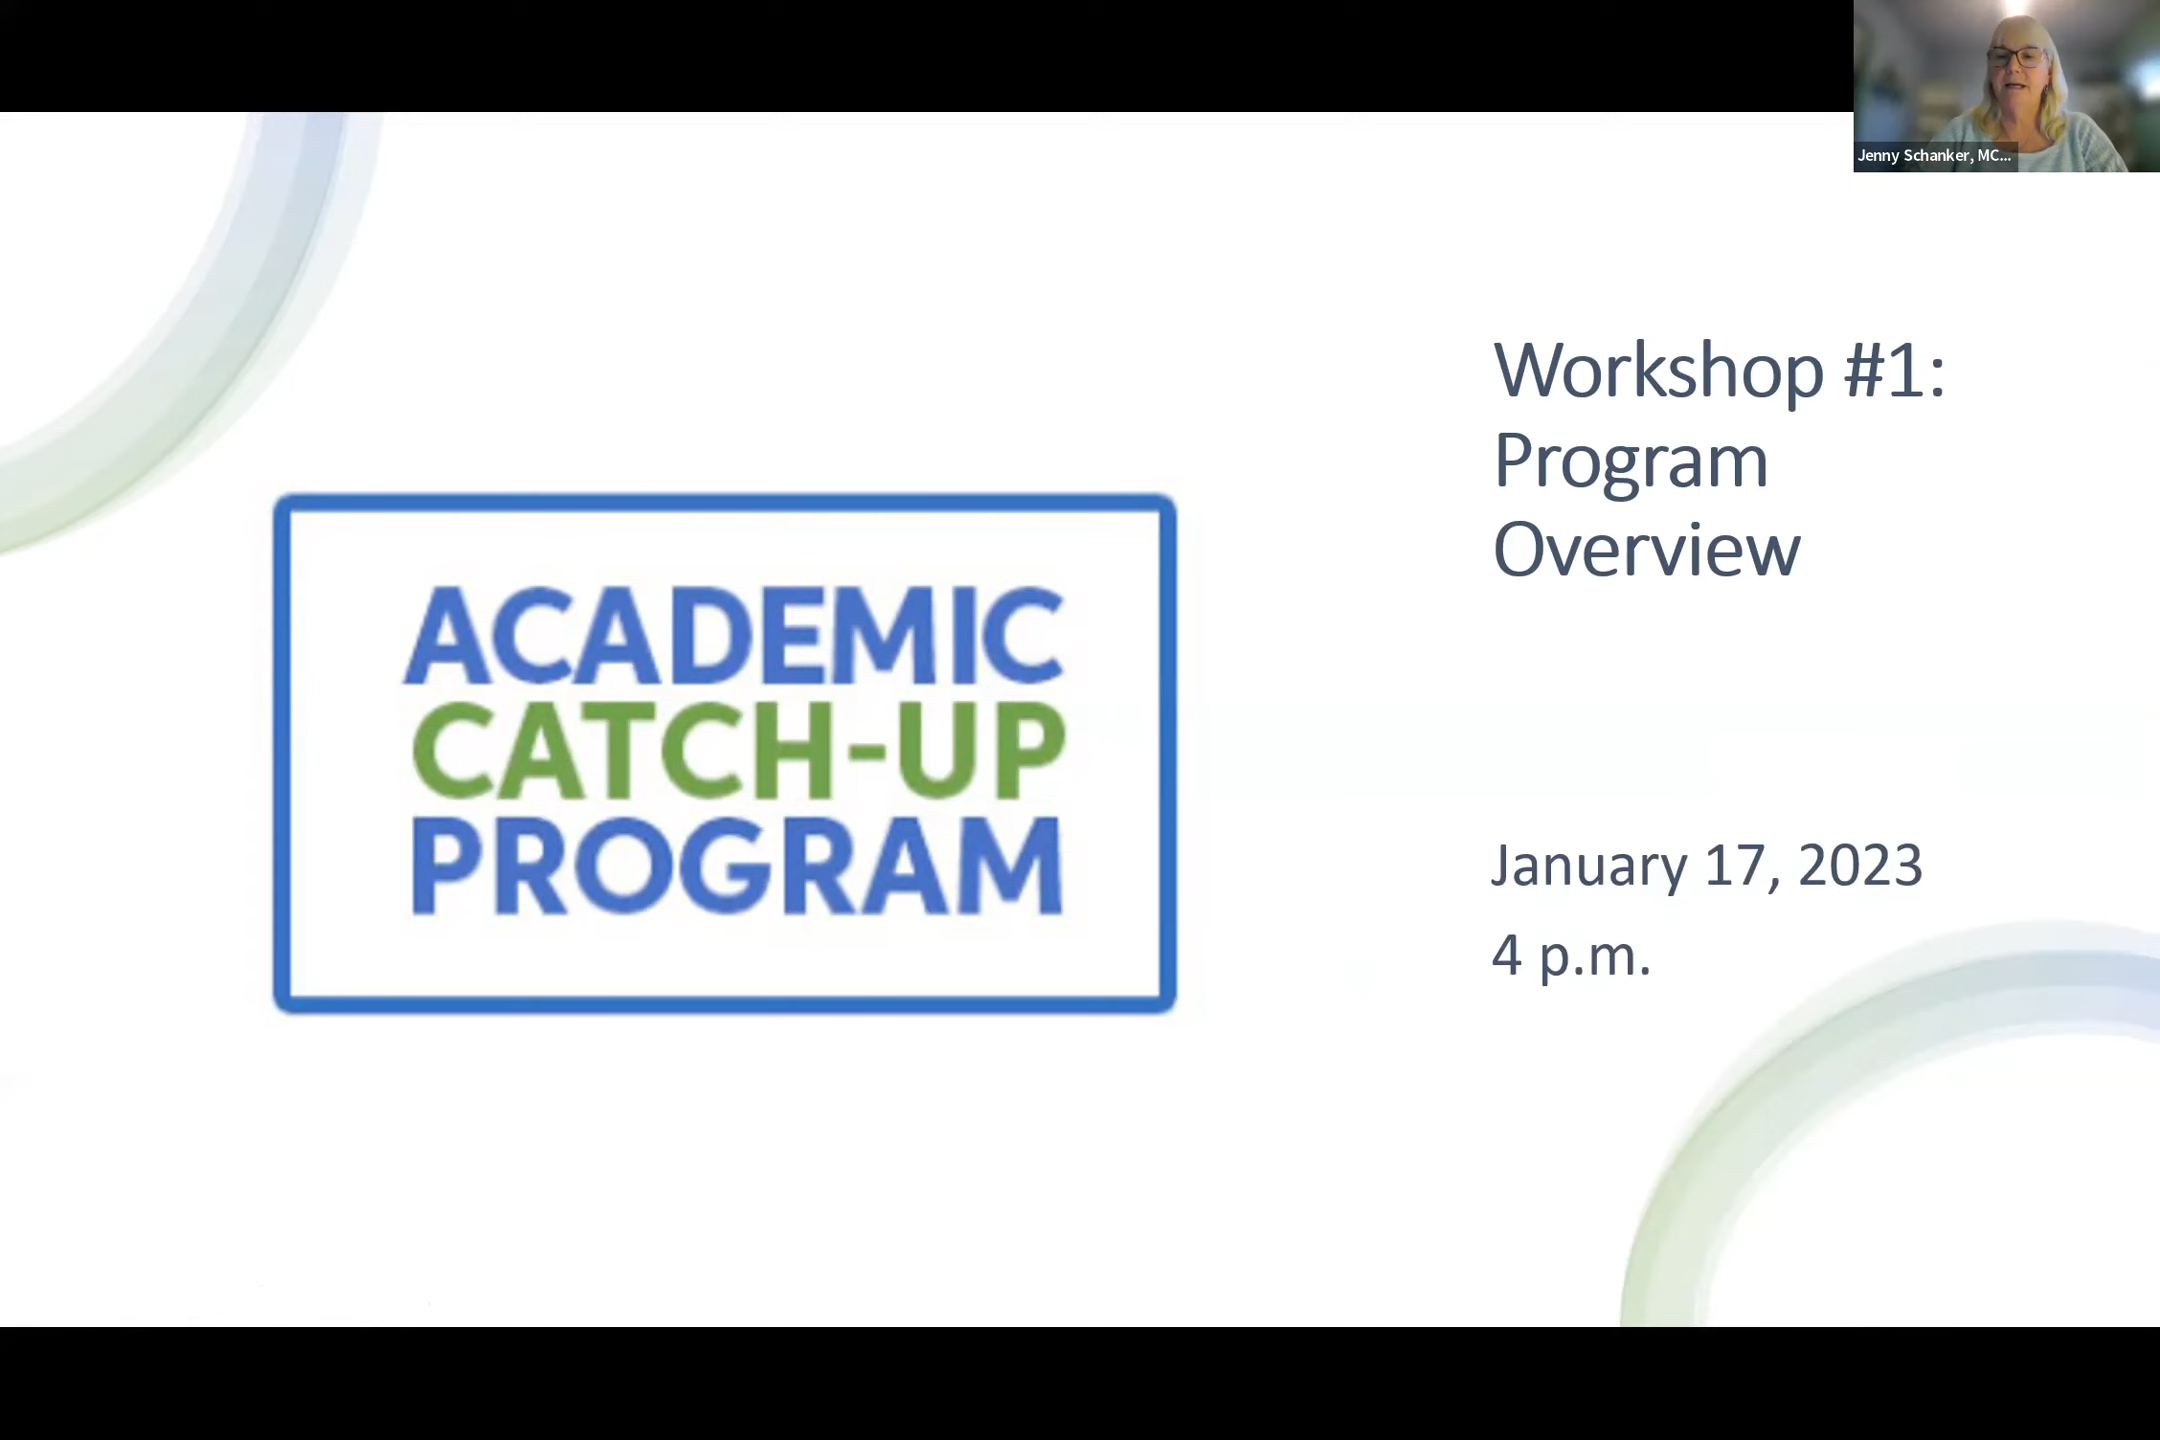 Jenny Schanker, MC...
Workshop #1:
Program
Overview
ACADEMIC
CATCH-UP
PROGRAM
January 17, 2023
4 p.m.